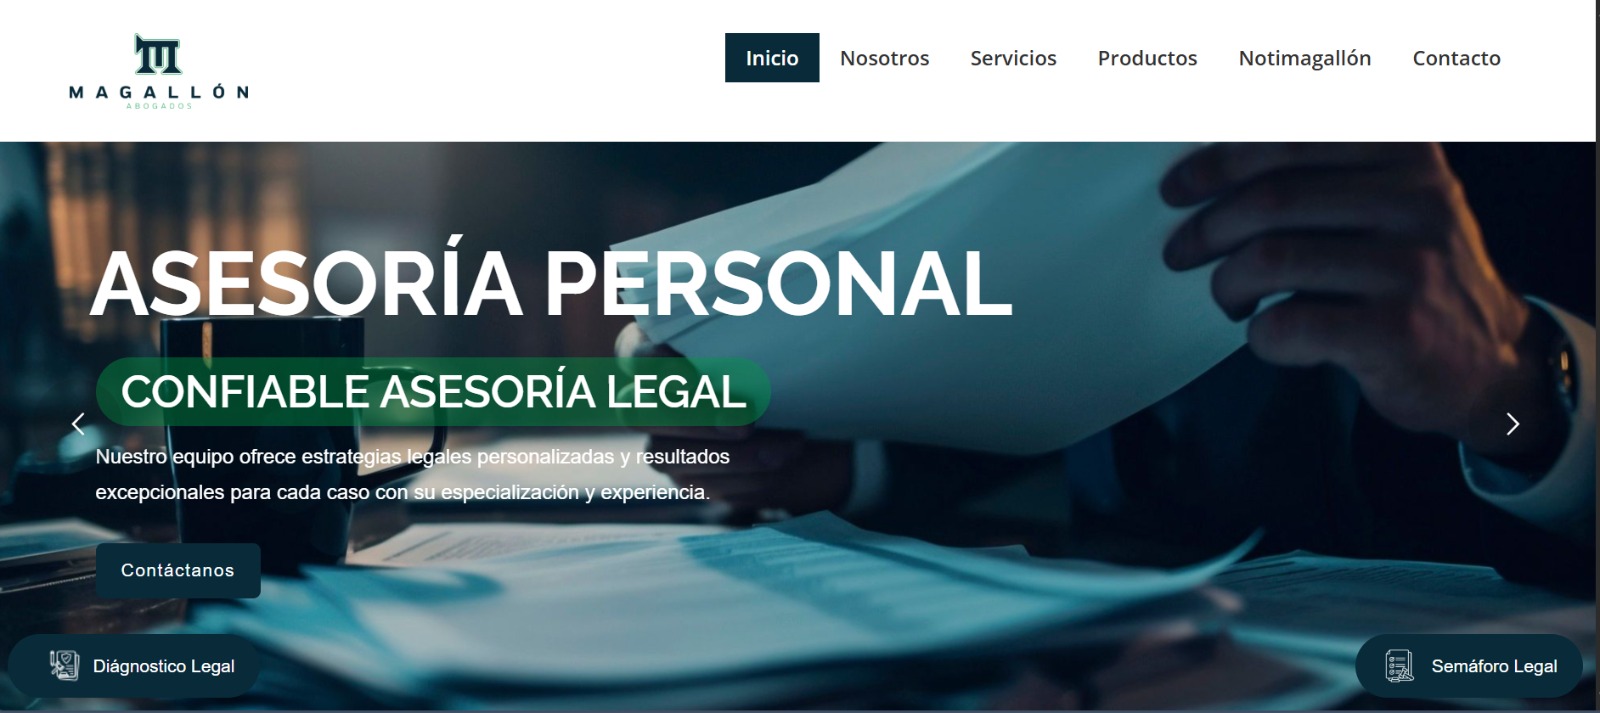 MAGALLÓN
ABOGADOS
Inicio
Nosotros
Servicios
Productos
Notimagallón
Contacto
ASESORÍA PERSONAL
CONFIABLE ASESORÍA LEGAL
Nuestro equipo ofrece estrategias legales personalizadas y resultados
excepcionales para cada caso con su especialización y experiencia.
Contáctanos
Diágnostico Legal
Semáforo Legal